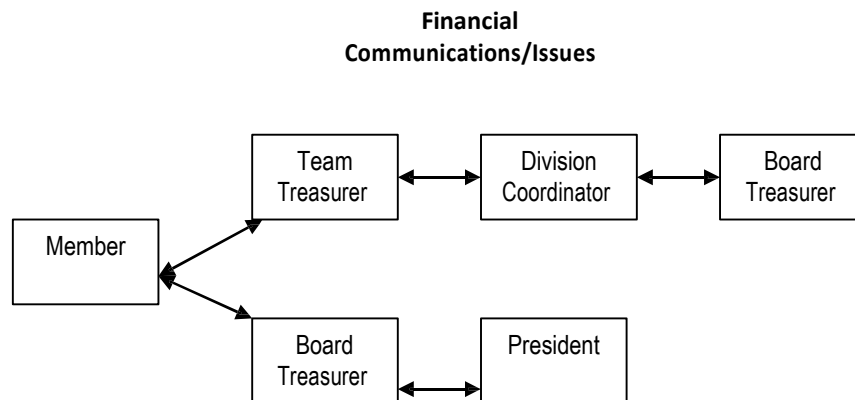 Financial
Communications/Issues
Team
Treasurer
Division
Coordinator
Board
Treasurer
Member
Board
Treasurer
President